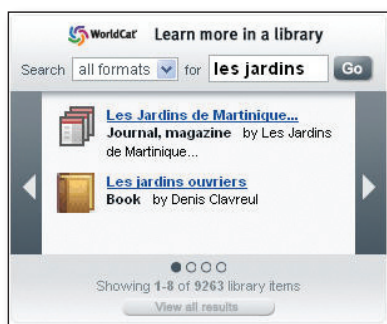 WorldCat® Learn more in a library
Search all formats for les jardins Go
Les Jardins de Martinique...
Journal, magazine by Les Jardins
de Martinique...
Les jardins ouvriers
Book by Denis Clavreul
Showing 1-8 of 9263 library items
View all results